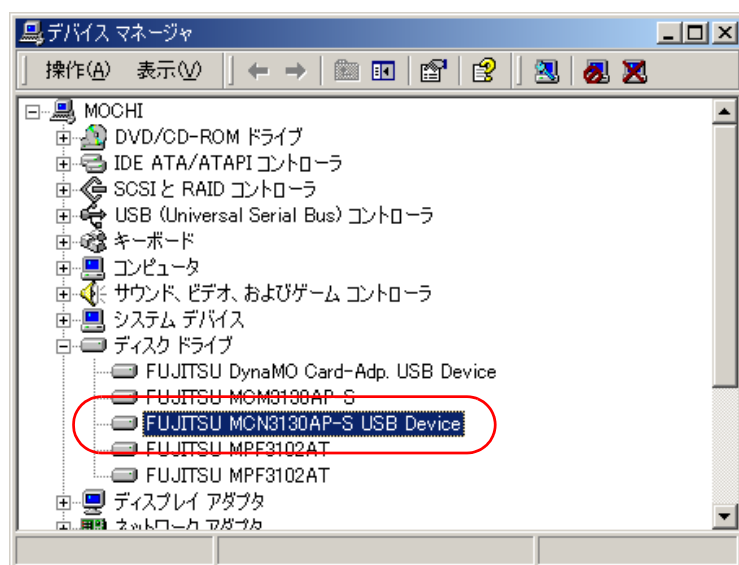 デバイス マネージャ
操作(A) 表示(V)
MOCHI
DVD/CD-ROM ドライブ
IDE ATA/ATAPI コントローラ
SCSI と RAID コントローラ
USB (Universal Serial Bus) コントローラ
キーボード
コンピュータ
サウンド、ビデオ、およびゲーム コントローラ
システム デバイス
ディスク ドライブ
FUJITSU DynaMO Card-Adp. USB Device
FUJITSU MCM3130AP-S
FUJITSU MCN3130AP-S USB Device
FUJITSU MPF3102AT
FUJITSU MPF3102AT
ディスプレイ アダプタ
ネットワーク アダプタ